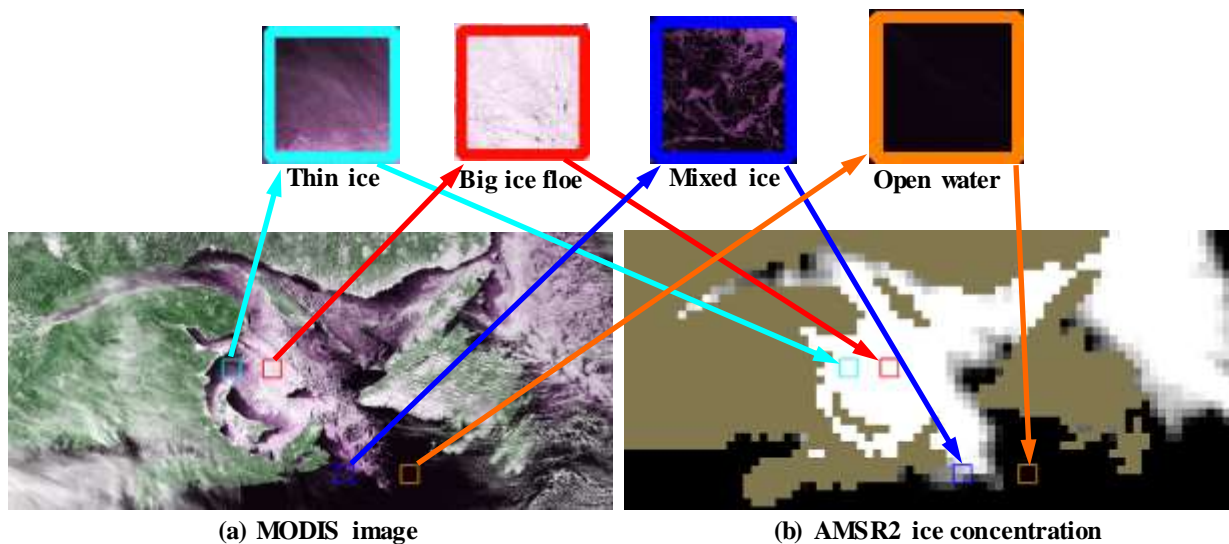 Thin ice
Big ice floe
Mixed ice
Open water
(a) MODIS image
(b) AMSR2 ice concentration